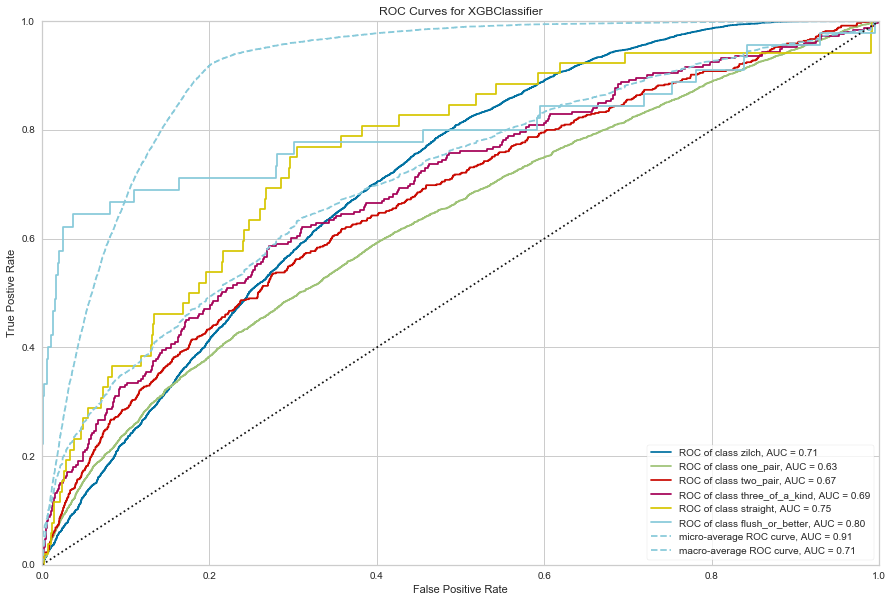 ROC Curves for XGBClassifier
1.0
0.8
0.6
0.4
0.2
0.0
True Postive Rate
ROC of class zilch, AUC = 0.71
ROC of class one_pair, AUC = 0.63
ROC of class two_pair, AUC = 0.67
ROC of class three_of_a_kind, AUC = 0.69
ROC of class straight, AUC = 0.75
ROC of class flush_or_better, AUC = 0.80
micro-average ROC curve, AUC = 0.91
macro-average ROC curve, AUC = 0.71
0.0
0.2
0.4
0.6
0.8
1.0
False Positive Rate